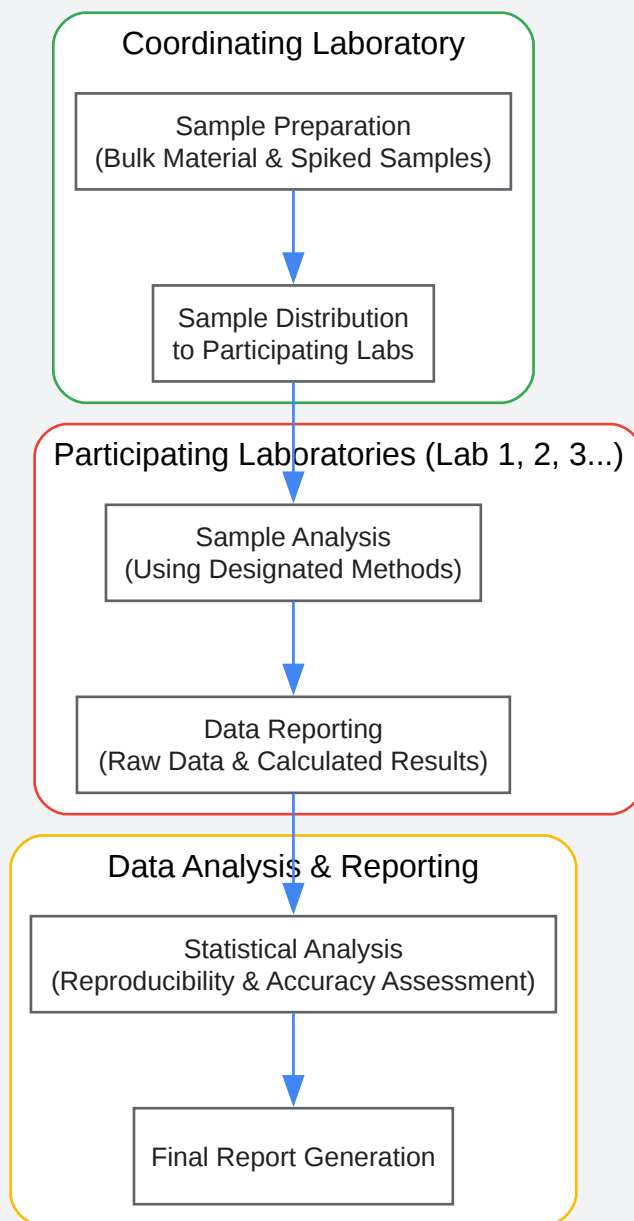 Coordinating Laboratory
Sample Preparation
(Bulk Material & Spiked Samples)
Sample Distribution
to Participating Labs
Participating Laboratories (Lab 1, 2, 3...)
Sample Analysis
(Using Designated Methods)
Data Reporting
(Raw Data & Calculated Results)
Data Analysis & Reporting
Statistical Analysis
(Reproducibility & Accuracy Assessment)
Final Report Generation